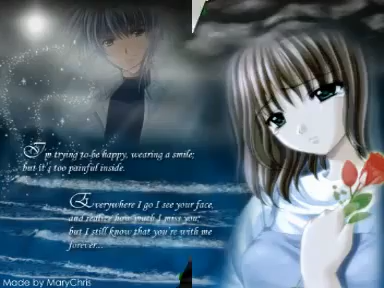 I'm trying to be happy, wearing a smile;
but it's too painful inside.
Everywhere I go I see your face,
and realize how much I miss you;
but I still know that you're with me
forever...
Made by MaryChris